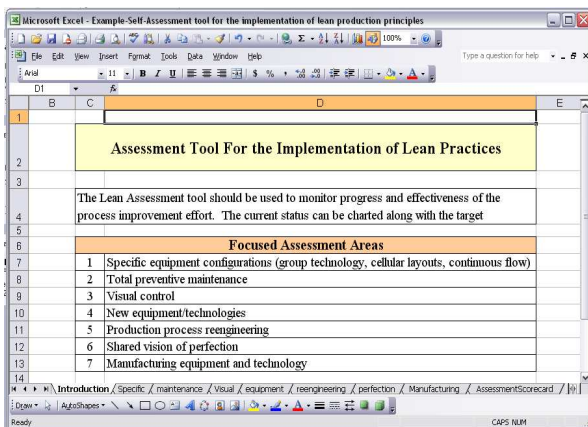 Microsoft Excel - Example-Self-Assessment tool for the implementation of lean production principles
100%
File Edit View Insert Format Tools Data Window Help
Type a question for help
Arial 11 B I U $ % ,
D1 fx
B C D E
1
2 Assessment Tool For the Implementation of Lean Practices
3
The Lean Assessment tool should be used to monitor progress and effectiveness of the
4 process improvement effort. The current status can be charted along with the target
5
6 Focused Assessment Areas
7 1 Specific equipment configurations (group technology, cellular layouts, continuous flow)
8 2 Total preventive maintenance
9 3 Visual control
10 4 New equipment/technologies
11 5 Production process reengineering
12 6 Shared vision of perfection
13 7 Manufacturing equipment and technology
14
Introduction / Specific / maintenance / Visual / equipment / reengineering / perfection / Manufacturing / AssessmentScorecard /
Draw AutoShapes
Ready CAPS NUM